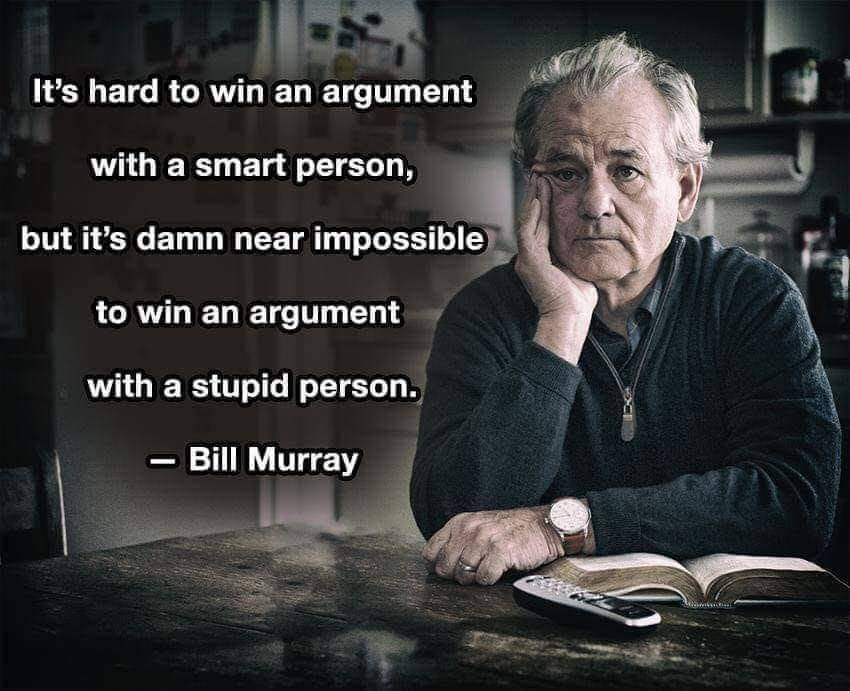 It’s hard to win an argument
with a smart person,
but it’s damn near impossible
to win an argument
with a stupid person.
— Bill Murray